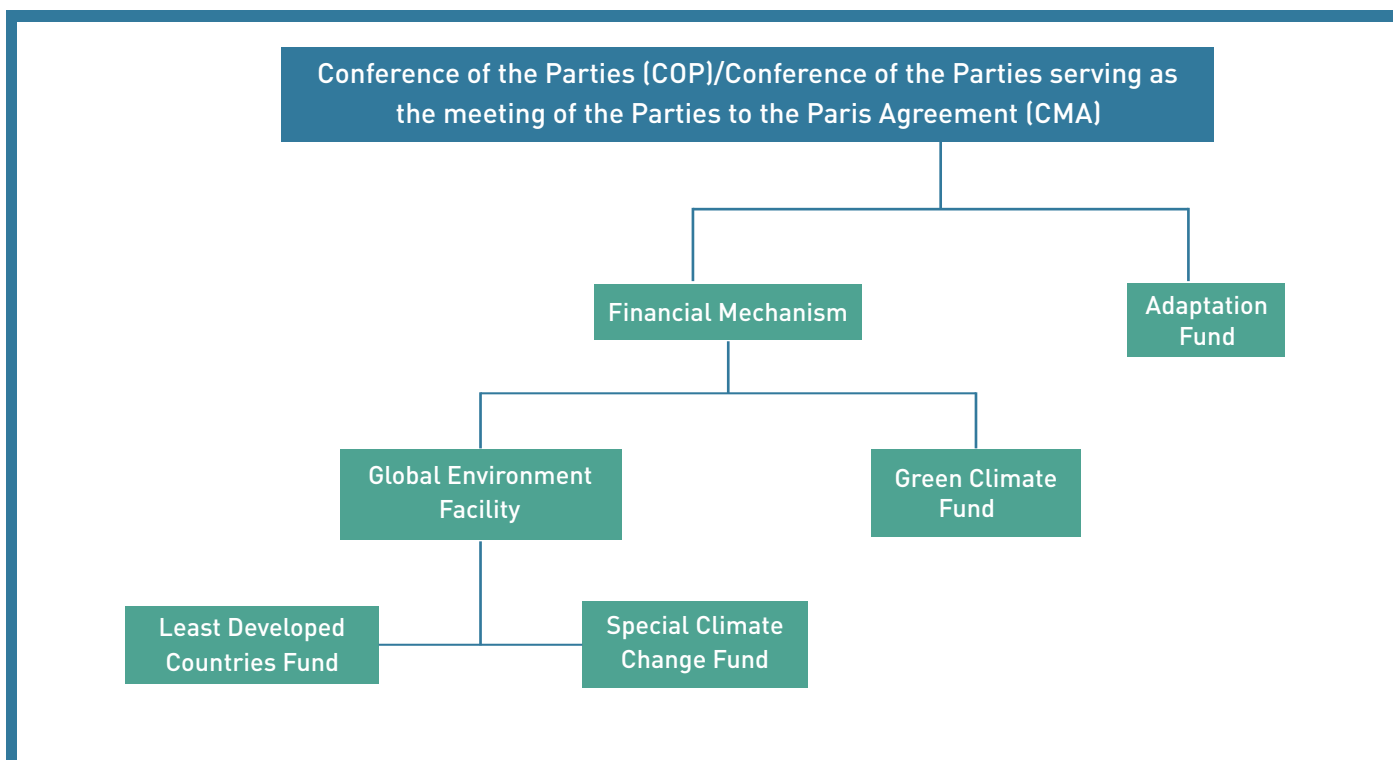 Conference of the Parties (COP)/Conference of the Parties serving as
the meeting of the Parties to the Paris Agreement (CMA)
Financial Mechanism
Adaptation
Fund
Global Environment
Facility
Green Climate
Fund
Least Developed
Countries Fund
Special Climate
Change Fund